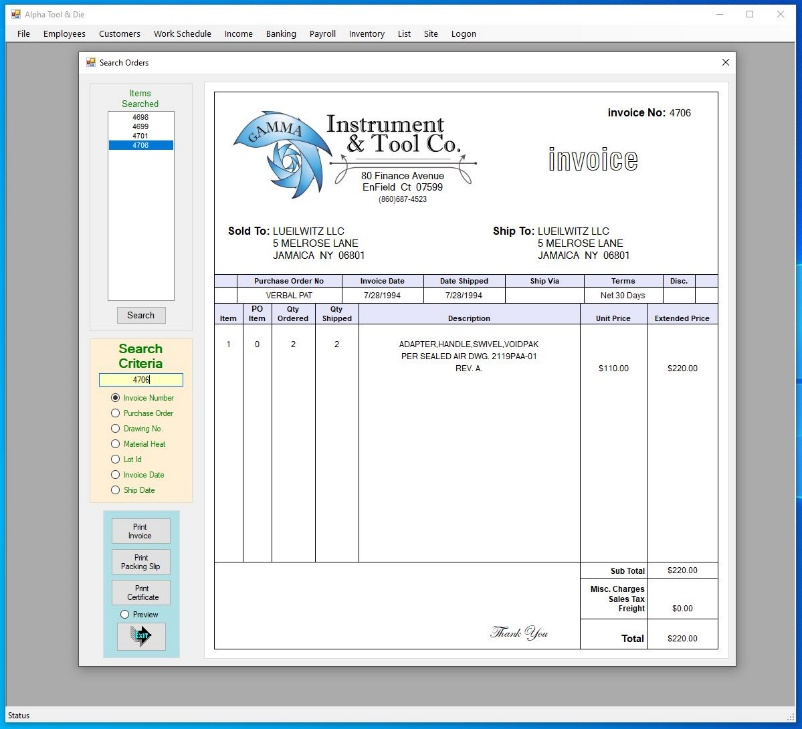 Alpha Tool & Die
File Employees Customers Work Schedule Income Banking Payroll Inventory List Site Logon
Search Orders
Items
Searched
4698
4699
4701
4706
Search
Search
Criteria
4706
Invoice Number
Purchase Order
Drawing No.
Material Heat
Lot Id
Invoice Date
Ship Date
Print
Invoice
Print
Packing Slip
Print
Certificate
Preview
EXIT
GAMMA
Instrument
& Tool Co.
80 Finance Avenue
EnField Ct 07599
(860)687-4523
Invoice No: 4706
invoice
Sold To: LUEILWITZ LLC
5 MELROSE LANE
JAMAICA NY 06801
Ship To: LUEILWITZ LLC
5 MELROSE LANE
JAMAICA NY 06801
Purchase Order No Invoice Date Date Shipped Ship Via Terms Disc.
VERBAL PAT 7/28/1994 7/28/1994 Net 30 Days
Item PO Item Qty Ordered Qty Shipped Description Unit Price Extended Price
1 0 2 2 ADAPTER,HANDLE,SWIVEL,VOIDPAK
PER SEALED AIR DWG. 2119PAA-01
REV. A. $110.00 $220.00
Sub Total $220.00
Misc. Charges
Sales Tax
Freight $0.00
Thank You
Total $220.00
Status